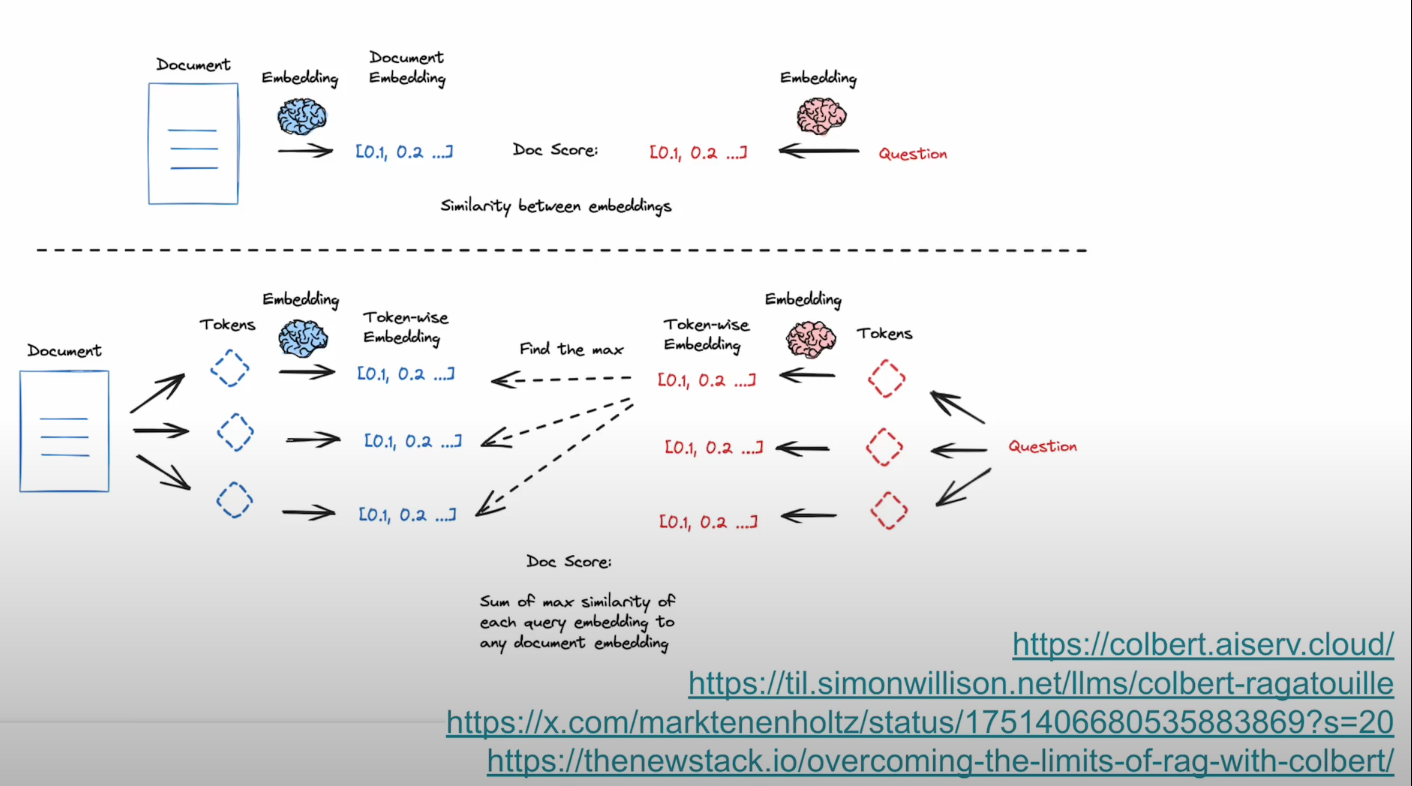 Document
Embedding
Document
Embedding
[0.1, 0.2 ...]
Doc Score:
[0.1, 0.2 ...]
Embedding
Question
Similarity between embeddings
Document
Tokens
Embedding
Token-wise
Embedding
[0.1, 0.2 ...]
[0.1, 0.2 ...]
[0.1, 0.2 ...]
Find the max
Token-wise
Embedding
[0.1, 0.2 ...]
[0.1, 0.2 ...]
[0.1, 0.2 ...]
Embedding
Tokens
Question
Doc Score:
Sum of max similarity of
each query embedding to
any document embedding
https://colbert.aiserv.cloud/
https://til.simonwillison.net/llms/colbert-ragatouille
https://x.com/marktenenholtz/status/1751406680535883869?s=20
https://thenewstack.io/overcoming-the-limits-of-rag-with-colbert/